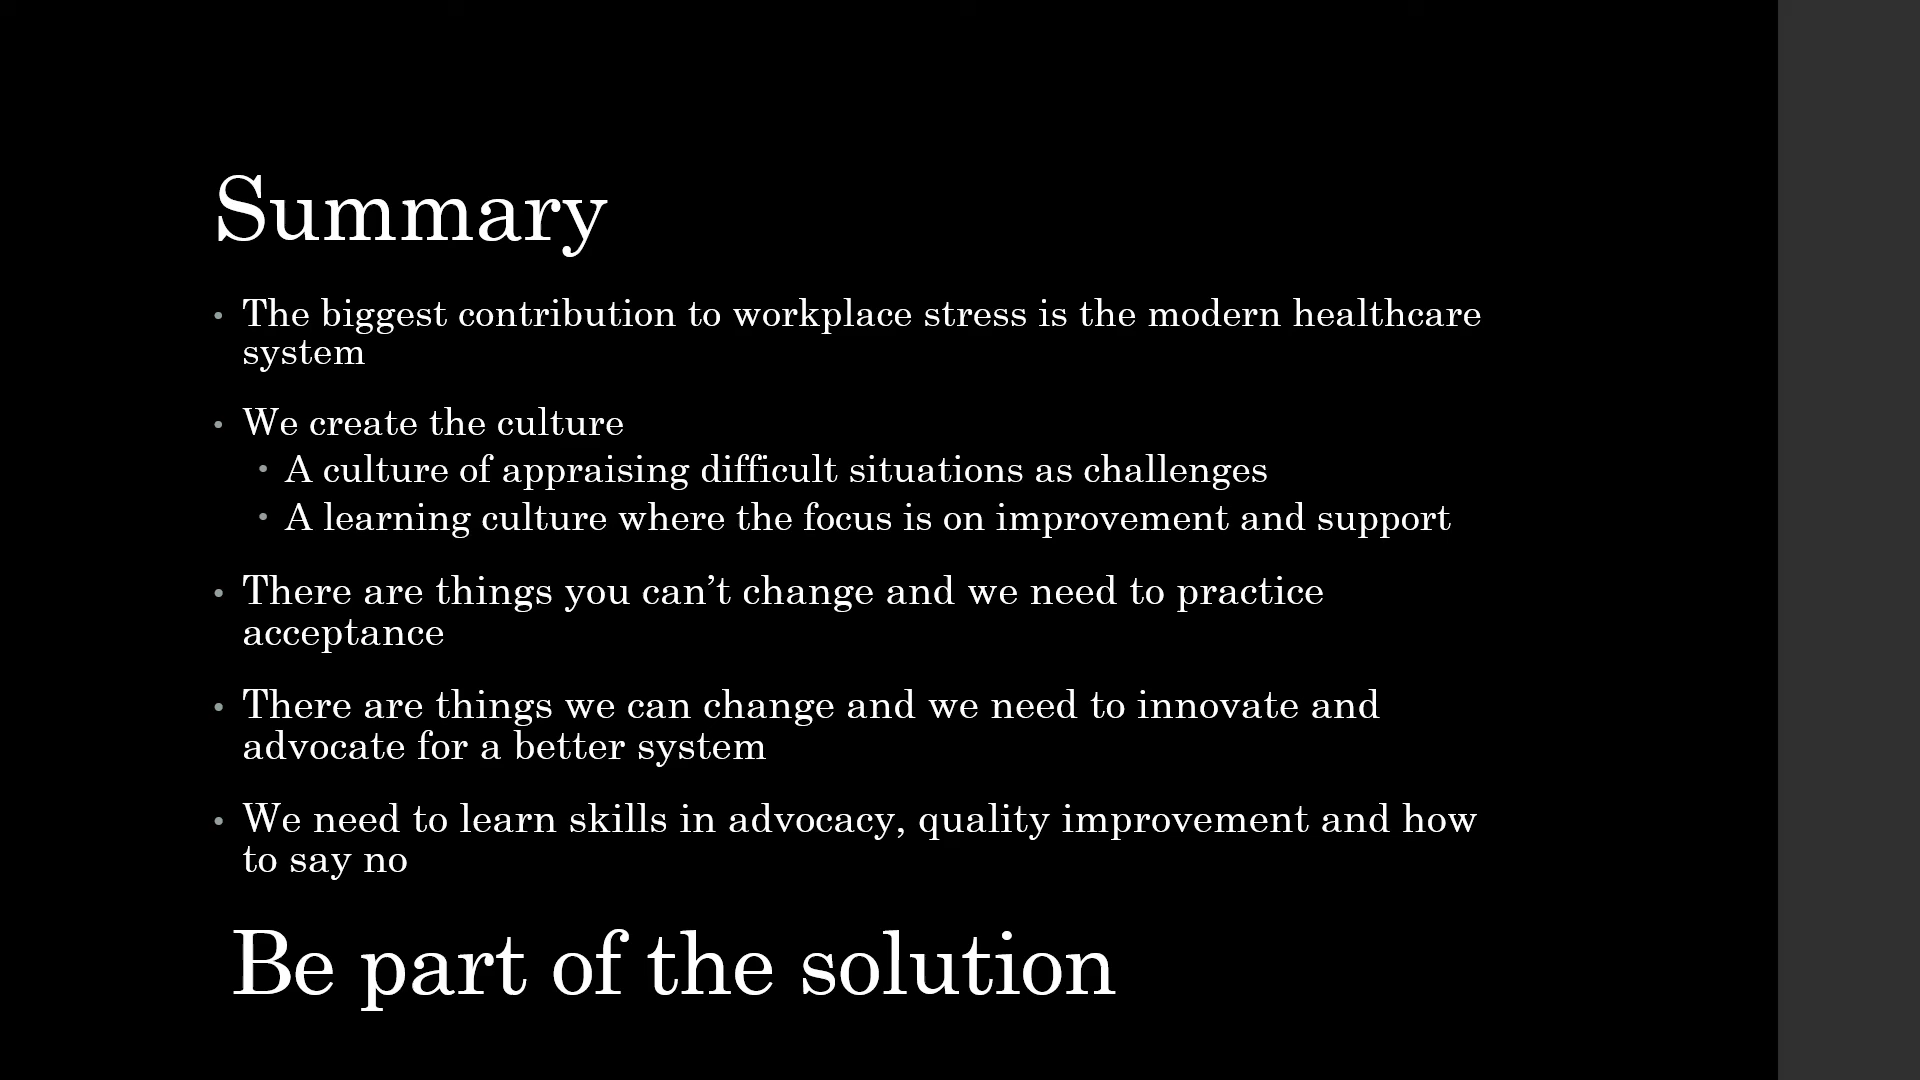 Summary
• The biggest contribution to workplace stress is the modern healthcare
system
• We create the culture
• A culture of appraising difficult situations as challenges
• A learning culture where the focus is on improvement and support
• There are things you can’t change and we need to practice
acceptance
• There are things we can change and we need to innovate and
advocate for a better system
• We need to learn skills in advocacy, quality improvement and how
to say no
Be part of the solution